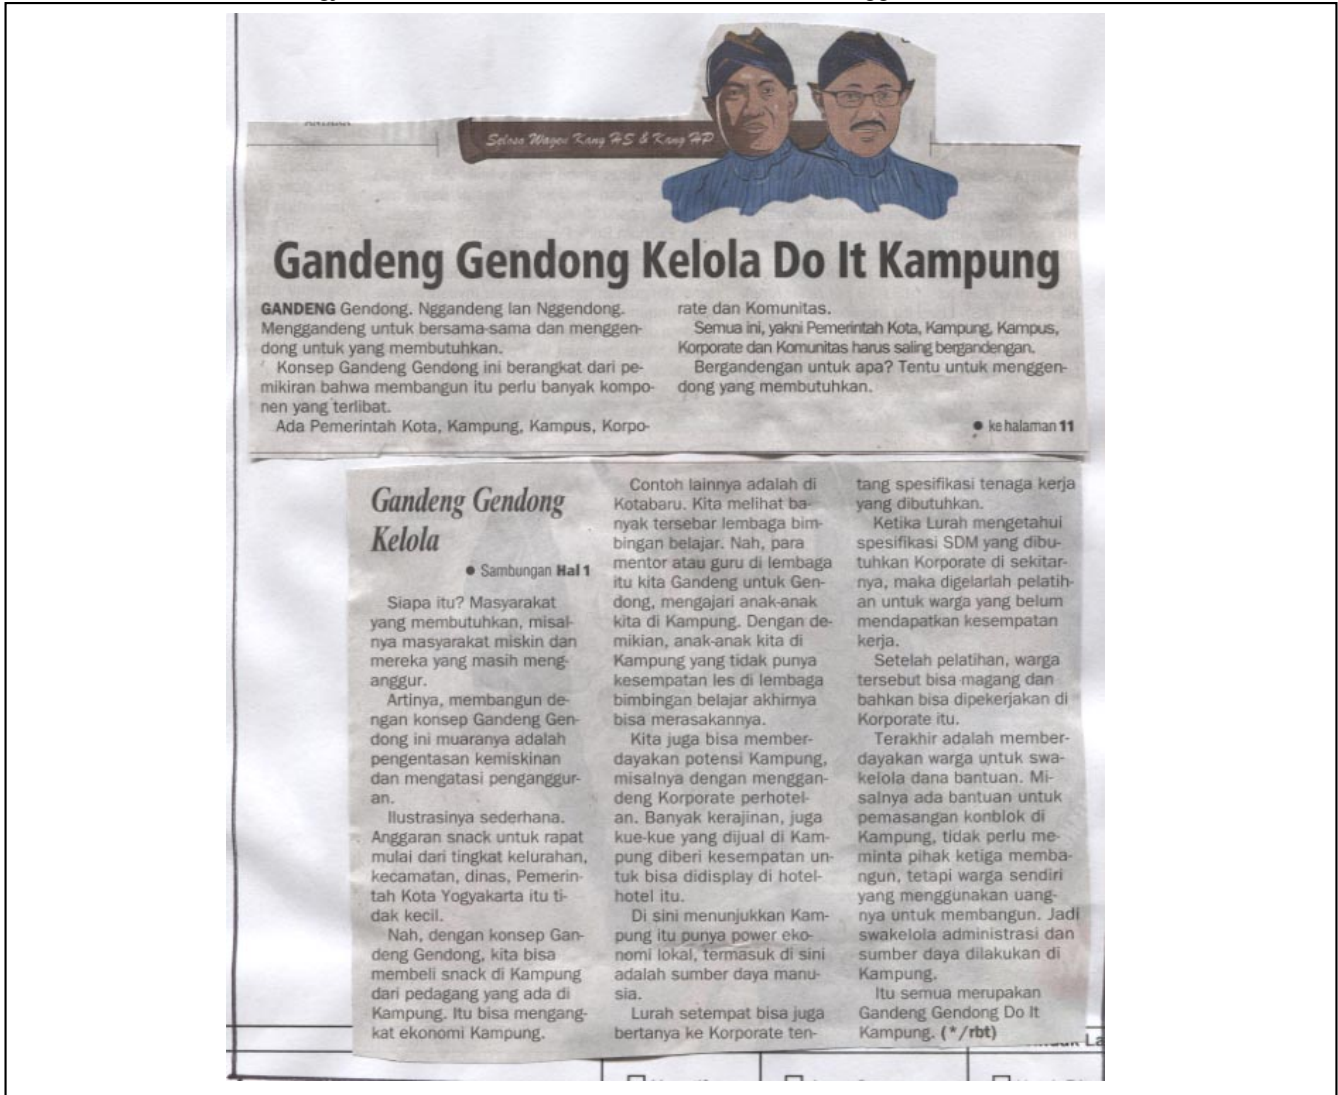 Selasa Wagen Kang HS & Kang HP
Gandeng Gendong Kelola Do It Kampung
GANDENG Gendong. Nggandeng lan Nggendong.
Menggandeng untuk bersama-sama dan menggen-
dong untuk yang membutuhkan.
Konsep Gandeng Gendong ini berangkat dari pe-
mikiran bahwa membangun itu perlu banyak kompo-
nen yang terlibat.
Ada Pemerintah Kota, Kampung, Kampus, Korpo-
rate dan Komunitas.
Semua ini, yakni Pemerintah Kota, Kampung, Kampus,
Korporate dan Komunitas harus saling bergandengan.
Bergandengan untuk apa? Tentu untuk menggen-
dong yang membutuhkan.
● ke halaman 11
Gandeng Gendong
Kelola
● Sambungan Hal 1
Siapa itu? Masyarakat
yang membutuhkan, misal-
nya masyarakat miskin dan
mereka yang masih meng-
anggur.
Artinya, membangun de-
ngan konsep Gandeng Gen-
dong ini muaranya adalah
pengentasan kemiskinan
dan mengatasi penganggur-
an.
Ilustrasinya sederhana.
Anggaran snack untuk rapat
mulai dari tingkat kelurahan,
kecamatan, dinas, Pemerin-
tah Kota Yogyakarta itu ti-
dak kecil.
Nah, dengan konsep Gan-
deng Gendong, kita bisa
membeli snack di Kampung
dari pedagang yang ada di
Kampung. Itu bisa mengang-
kat ekonomi Kampung.
Contoh lainnya adalah di
Kotabaru. Kita melihat ba-
nyak tersebar lembaga bim-
bingan belajar. Nah, para
mentor atau guru di lembaga
itu kita Gandeng untuk Gen-
dong, mengajari anak-anak
kita di Kampung. Dengan de-
mikian, anak-anak kita di
Kampung yang tidak punya
kesempatan les di lembaga
bimbingan belajar akhirnya
bisa merasakannya.
Kita juga bisa member-
dayakan potensi Kampung,
misalnya dengan menggan-
deng Korporate perhotel-
an. Banyak kerajinan, juga
kue-kue yang dijual di Kam-
pung diberi kesempatan un-
tuk bisa didisplay di hotel-
hotel itu.
Di sini menunjukkan Kam-
pung itu punya power eko-
nomi lokal, termasuk di sini
adalah sumber daya manu-
sia.
Lurah setempat bisa juga
bertanya ke Korporate ten-
tang spesifikasi tenaga kerja
yang dibutuhkan.
Ketika Lurah mengetahui
spesifikasi SDM yang dibu-
tuhkan Korporate di sekitar-
nya, maka digelarlah pelatih-
an untuk warga yang belum
mendapatkan kesempatan
kerja.
Setelah pelatihan, warga
tersebut bisa magang dan
bahkan bisa dipekerjakan di
Korporate itu.
Terakhir adalah member-
dayakan warga untuk swa-
kelola dana bantuan. Mi-
salnya ada bantuan untuk
pemasangan konblok di
Kampung, tidak perlu me-
minta pihak ketiga memba-
ngun, tetapi warga sendiri
yang menggunakan uang-
nya untuk membangun. Jadi
swakelola administrasi dan
sumber daya dilakukan di
Kampung.
Itu semua merupakan
Gandeng Gendong Do It
Kampung. (*/rbt)